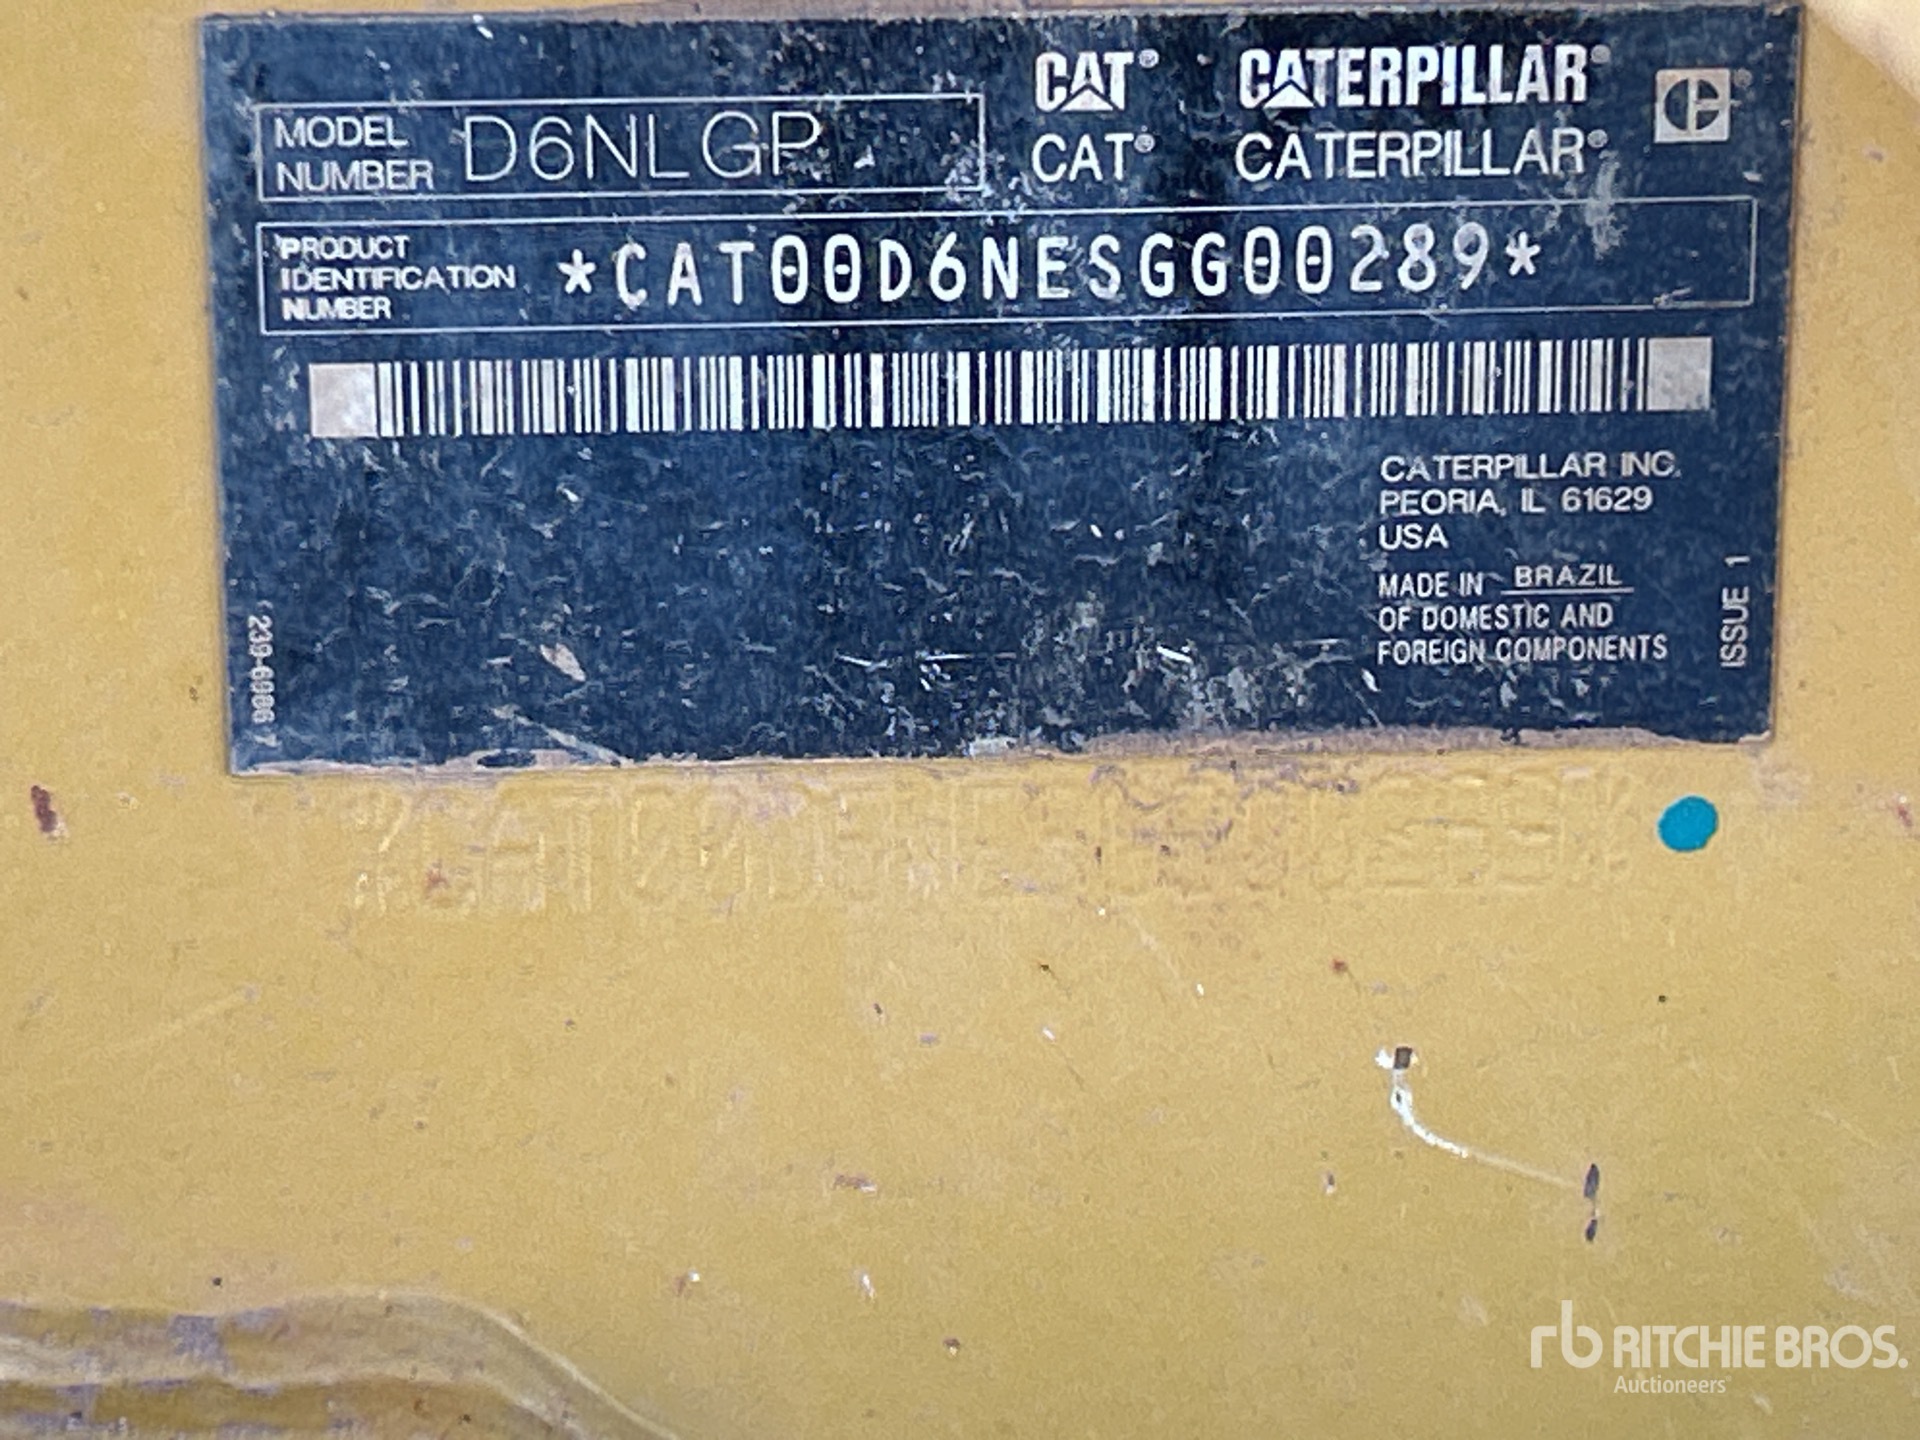 MODEL NUMBER D6NLGP
CAT® CATERPILLAR®
CAT® CATERPILLAR®
PRODUCT IDENTIFICATION NUMBER *CAT00D6NESGG00289*
CATERPILLAR INC.
PEORIA, IL 61629
USA
MADE IN BRAZIL
OF DOMESTIC AND
FOREIGN COMPONENTS
ISSUE 1
rb RITCHIE BROS.
Auctioneers